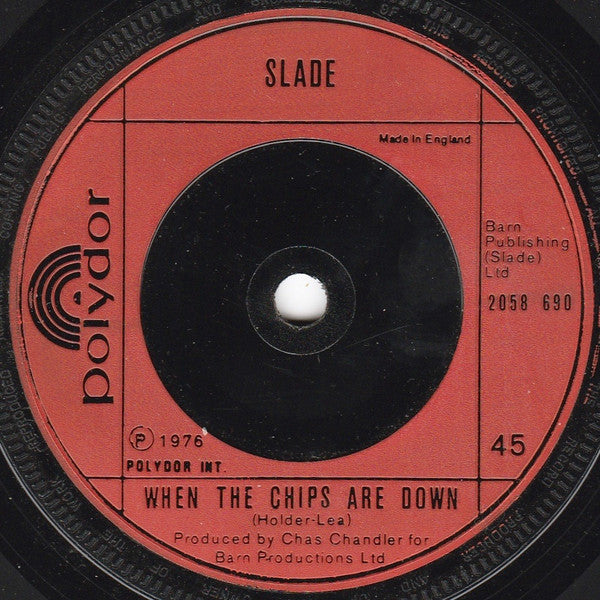 SLADE
Made In England
polydor
Barn
Publishing
(Slade)
Ltd
2058 690
Ⓟ 1976
POLYDOR INT.
45
WHEN THE CHIPS ARE DOWN
(Holder-Lea)
Produced by Chas Chandler for
Barn Productions Ltd